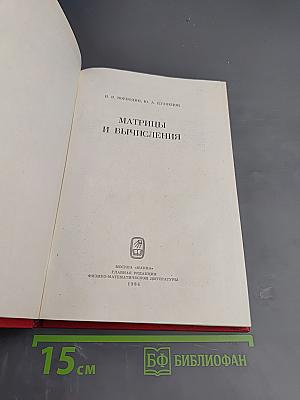 В. В. ВОЕВОДИН, Ю. А. КУЗНЕЦОВ
МАТРИЦЫ
И ВЫЧИСЛЕНИЯ
МОСКВА «НАУКА»
ГЛАВНАЯ РЕДАКЦИЯ
ФИЗИКО-МАТЕМАТИЧЕСКОЙ ЛИТЕРАТУРЫ
1984
15 см
БФ БИБЛИОФАН